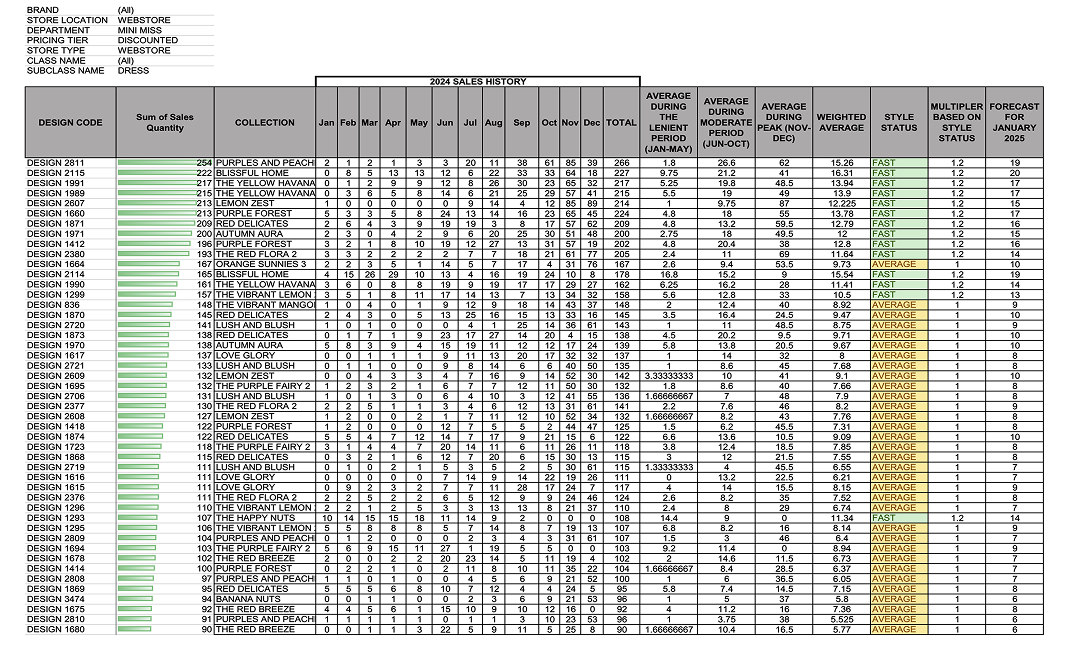 BRAND (All)
STORE LOCATION WEBSTORE
DEPARTMENT MINI MISS
PRICING TIER DISCOUNTED
STORE TYPE WEBSTORE
CLASS NAME (All)
SUBCLASS NAME DRESS
2024 SALES HISTORY
DESIGN CODE Sum of Sales Quantity COLLECTION Jan Feb Mar Apr May Jun Jul Aug Sep Oct Nov Dec TOTAL AVERAGE DURING THE LENIENT PERIOD (JAN-MAY) AVERAGE DURING MODERATE PERIOD (JUN-OCT) AVERAGE DURING PEAK (NOV-DEC) WEIGHTED AVERAGE STYLE STATUS MULTIPLER BASED ON STYLE STATUS FORECAST FOR JANUARY 2025
DESIGN 2811 254 PURPLES AND PEACH 2 1 2 1 3 3 20 11 38 61 85 39 266 1.8 26.6 62 15.26 FAST 1.2 19
DESIGN 2115 222 BLISSFUL HOME 0 8 5 13 13 12 6 22 33 33 64 18 227 9.75 21.2 41 16.31 FAST 1.2 20
DESIGN 1991 217 THE YELLOW HAVANA 0 1 2 9 9 12 8 26 30 23 65 32 217 5.25 19.8 48.5 13.94 FAST 1.2 17
DESIGN 1989 215 THE YELLOW HAVANA 0 3 6 5 8 14 6 21 25 29 57 41 215 5.5 19 49 13.9 FAST 1.2 17
DESIGN 2607 213 LEMON ZEST 1 0 0 0 0 0 9 14 4 12 85 89 214 1 9.75 87 12.225 FAST 1.2 15
DESIGN 1660 213 PURPLE FOREST 5 3 3 5 8 24 13 14 16 23 65 45 224 4.8 18 55 13.78 FAST 1.2 17
DESIGN 1871 209 RED DELICATES 2 6 4 3 9 19 19 3 8 17 57 62 209 4.8 13.2 59.5 12.79 FAST 1.2 16
DESIGN 1971 200 AUTUMN AURA 2 3 0 4 2 9 6 20 25 30 51 48 200 2.75 18 49.5 12 FAST 1.2 15
DESIGN 1412 196 PURPLE FOREST 3 2 1 8 10 19 12 27 13 31 57 19 202 4.8 20.4 38 12.8 FAST 1.2 16
DESIGN 2380 193 THE RED FLORA 2 3 3 2 2 2 2 7 7 18 21 61 77 205 2.4 11 69 11.64 FAST 1.2 16
DESIGN 1664 167 ORANGE SUNNIES 3 2 2 3 5 1 14 5 7 17 4 31 76 167 2.6 9.4 53.5 9.73 AVERAGE 1 10
DESIGN 2114 165 BLISSFUL HOME 4 15 26 29 10 13 4 16 19 24 10 8 178 16.8 15.2 9 15.54 FAST 1.2 19
DESIGN 1990 161 THE YELLOW HAVANA 3 6 0 8 8 19 9 19 17 17 29 27 162 6.25 16.2 28 11.41 FAST 1.2 14
DESIGN 1299 157 THE VIBRANT LEMON 3 5 1 8 11 17 14 13 7 13 34 32 158 5.6 12.8 33 10.5 FAST 1.2 13
DESIGN 836 148 THE VIBRANT MANGO 1 0 4 0 1 9 12 9 18 14 43 37 148 2 12.4 40 8.92 AVERAGE 1 9
DESIGN 1870 145 RED DELICATES 2 4 3 0 5 13 25 16 15 13 33 16 145 3.5 16.4 24.5 9.47 AVERAGE 1 10
DESIGN 2720 141 LUSH AND BLUSH 1 0 1 0 0 0 4 1 25 14 36 61 143 1 11 48.5 8.75 AVERAGE 1 9
DESIGN 1873 138 RED DELICATES 0 1 7 1 9 23 17 27 14 20 4 15 138 4.5 20.2 9.5 9.71 AVERAGE 1 10
DESIGN 1970 138 AUTUMN AURA 5 8 3 9 4 15 19 11 12 12 17 24 139 5.8 13.8 20.5 9.67 AVERAGE 1 10
DESIGN 1617 137 LOVE GLORY 0 0 1 1 1 9 11 13 20 17 32 32 137 1 14 32 8 AVERAGE 1 8
DESIGN 2721 133 LUSH AND BLUSH 0 1 1 0 0 9 8 14 6 6 40 50 135 1 8.6 45 7.68 AVERAGE 1 8
DESIGN 2609 132 LEMON ZEST 0 0 4 3 3 4 7 16 9 14 52 30 142 3.33333333 10 41 9.1 AVERAGE 1 10
DESIGN 1695 132 THE PURPLE FAIRY 2 1 2 3 2 1 6 7 7 12 11 50 30 132 1.8 8.6 40 7.66 AVERAGE 1 8
DESIGN 2706 131 LUSH AND BLUSH 1 0 1 3 0 6 4 10 3 12 41 55 136 1.66666667 7 48 7.9 AVERAGE 1 8
DESIGN 2377 130 THE RED FLORA 2 2 2 5 1 1 3 4 6 12 13 31 61 141 2.2 7.6 46 8.2 AVERAGE 1 9
DESIGN 2608 127 LEMON ZEST 1 2 0 0 2 1 7 11 12 10 52 34 132 1.66666667 8.2 43 7.76 AVERAGE 1 8
DESIGN 1418 122 PURPLE FOREST 1 2 0 0 0 12 7 5 5 2 44 47 125 1.5 6.2 45.5 7.31 AVERAGE 1 8
DESIGN 1874 122 RED DELICATES 5 5 4 7 12 14 7 17 9 21 15 6 122 6.6 13.6 10.5 9.09 AVERAGE 1 10
DESIGN 1723 118 THE PURPLE FAIRY 2 3 1 4 4 7 20 14 11 6 11 26 11 118 3.8 12.4 18.5 7.85 AVERAGE 1 8
DESIGN 1868 115 RED DELICATES 0 3 2 1 6 12 7 20 6 15 30 13 115 3 12 21.5 7.55 AVERAGE 1 8
DESIGN 2719 111 LUSH AND BLUSH 1 0 0 2 1 5 3 5 2 5 30 61 115 1.33333333 4 45.5 6.55 AVERAGE 1 7
DESIGN 1616 111 LOVE GLORY 0 0 0 0 0 7 14 9 14 22 19 26 111 0 13.2 22.5 6.21 AVERAGE 1 7
DESIGN 1615 111 LOVE GLORY 0 9 2 3 2 7 7 11 28 17 24 7 117 4 14 15.5 8.15 AVERAGE 1 9
DESIGN 2376 111 THE RED FLORA 2 2 2 5 2 2 6 5 12 9 9 24 46 124 2.6 8.2 35 7.52 AVERAGE 1 8
DESIGN 1296 110 THE VIBRANT LEMON 2 2 1 2 5 3 3 13 13 8 21 37 110 2.4 8 29 6.74 AVERAGE 1 7
DESIGN 1293 107 THE HAPPY NUTS 10 14 15 15 18 11 14 9 2 0 0 0 108 14.4 8 0 11.34 FAST 1.2 14
DESIGN 1295 106 THE VIBRANT LEMON 5 5 8 8 8 5 7 14 8 7 19 13 107 6.8 8.2 16 8.14 AVERAGE 1 9
DESIGN 2809 104 PURPLES AND PEACH 0 1 2 0 0 0 2 3 4 3 31 61 107 1.5 3 46 6.4 AVERAGE 1 7
DESIGN 1694 103 THE PURPLE FAIRY 2 5 6 9 15 11 27 1 19 5 5 0 0 103 9.2 11.4 0 8.94 AVERAGE 1 9
DESIGN 1678 102 THE RED BREEZE 2 0 0 2 2 20 23 14 5 11 19 4 102 2 14.6 11.5 6.73 AVERAGE 1 7
DESIGN 1414 100 PURPLE FOREST 0 2 2 1 0 2 11 8 10 11 35 22 104 1.66666667 8.4 28.5 6.37 AVERAGE 1 7
DESIGN 2808 97 PURPLES AND PEACH 1 1 0 1 0 0 4 5 6 9 21 52 100 1 6 36.5 6.05 AVERAGE 1 7
DESIGN 1869 95 RED DELICATES 5 5 5 6 8 10 7 12 4 4 24 5 95 5.8 7.4 14.5 7.15 AVERAGE 1 8
DESIGN 3474 94 BANANA NUTS 0 0 1 0 0 2 3 6 9 5 21 53 96 1 5 37 5.8 AVERAGE 1 6
DESIGN 1675 92 THE RED BREEZE 4 4 5 6 1 15 10 9 10 12 16 0 92 4 11.2 16 7.36 AVERAGE 1 8
DESIGN 2810 91 PURPLES AND PEACH 1 1 1 1 0 1 1 3 10 23 53 96 1 3.75 38 5.525 AVERAGE 1 6
DESIGN 1680 90 THE RED BREEZE 0 0 1 1 3 22 5 9 11 5 25 8 90 1.66666667 10.4 16.5 5.77 AVERAGE 1 6